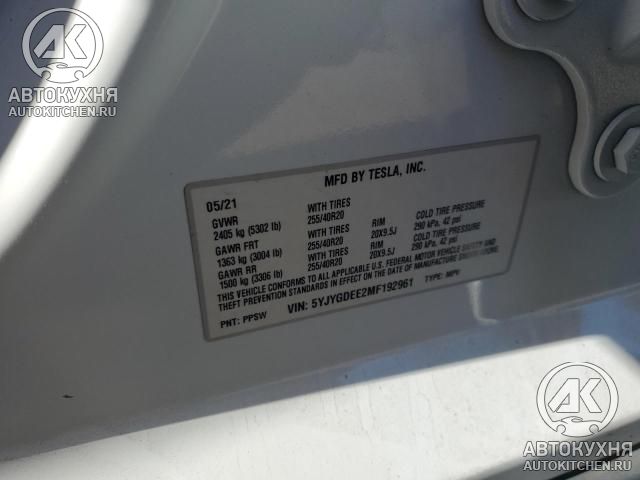 АК
АВТОКУХНЯ
AUTOKITCHEN.RU
MFD BY TESLA, INC.
05/21
GVWR WITH TIRES RIM COLD TIRE PRESSURE
2405 kg (5302 lb) 255/40R20 20X9.5J 290 kPa, 42 psi
GAWR FRT WITH TIRES RIM COLD TIRE PRESSURE
1363 kg (3004 lb) 255/40R20 20X9.5J 290 kPa, 42 psi
GAWR RR WITH TIRES
1500 kg (3306 lb) 255/40R20
THIS VEHICLE CONFORMS TO ALL APPLICABLE U.S. FEDERAL MOTOR VEHICLE SAFETY AND
THEFT PREVENTION STANDARDS IN EFFECT ON THE DATE OF MANUFACTURE SHOWN ABOVE.
PNT: PPSW VIN: 5YJYGDEE2MF192961 TYPE: MPV
АК
АВТОКУХНЯ
AUTOKITCHEN.RU